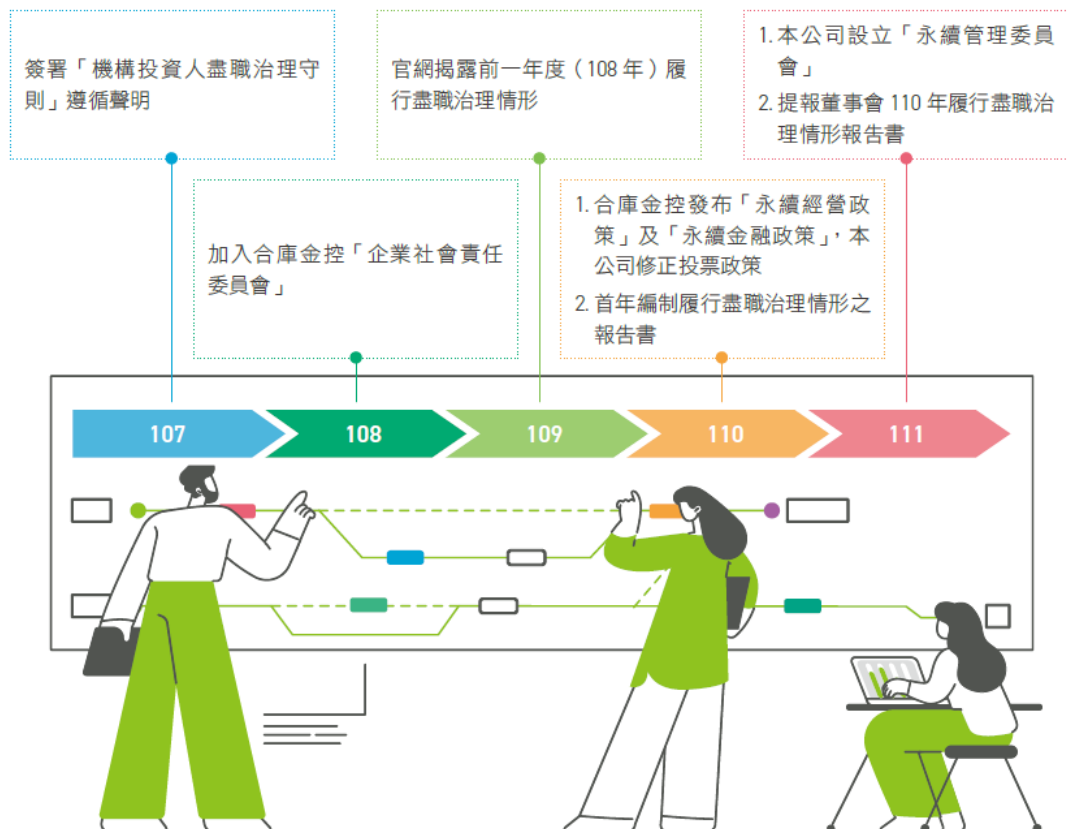 簽署「機構投資人盡職治理守
則」遵循聲明
官網揭露前一年度（108 年）履
行盡職治理情形
1. 本公司設立「永續管理委員
會」
2. 提報董事會 110 年履行盡職治
理情形報告書
加入合庫金控「企業社會責任
委員會」
1. 合庫金控發布「永續經營政
策」及「永續金融政策」，本
公司修正投票政策
2. 首年編制履行盡職治理情形之
報告書
107
108
109
110
111